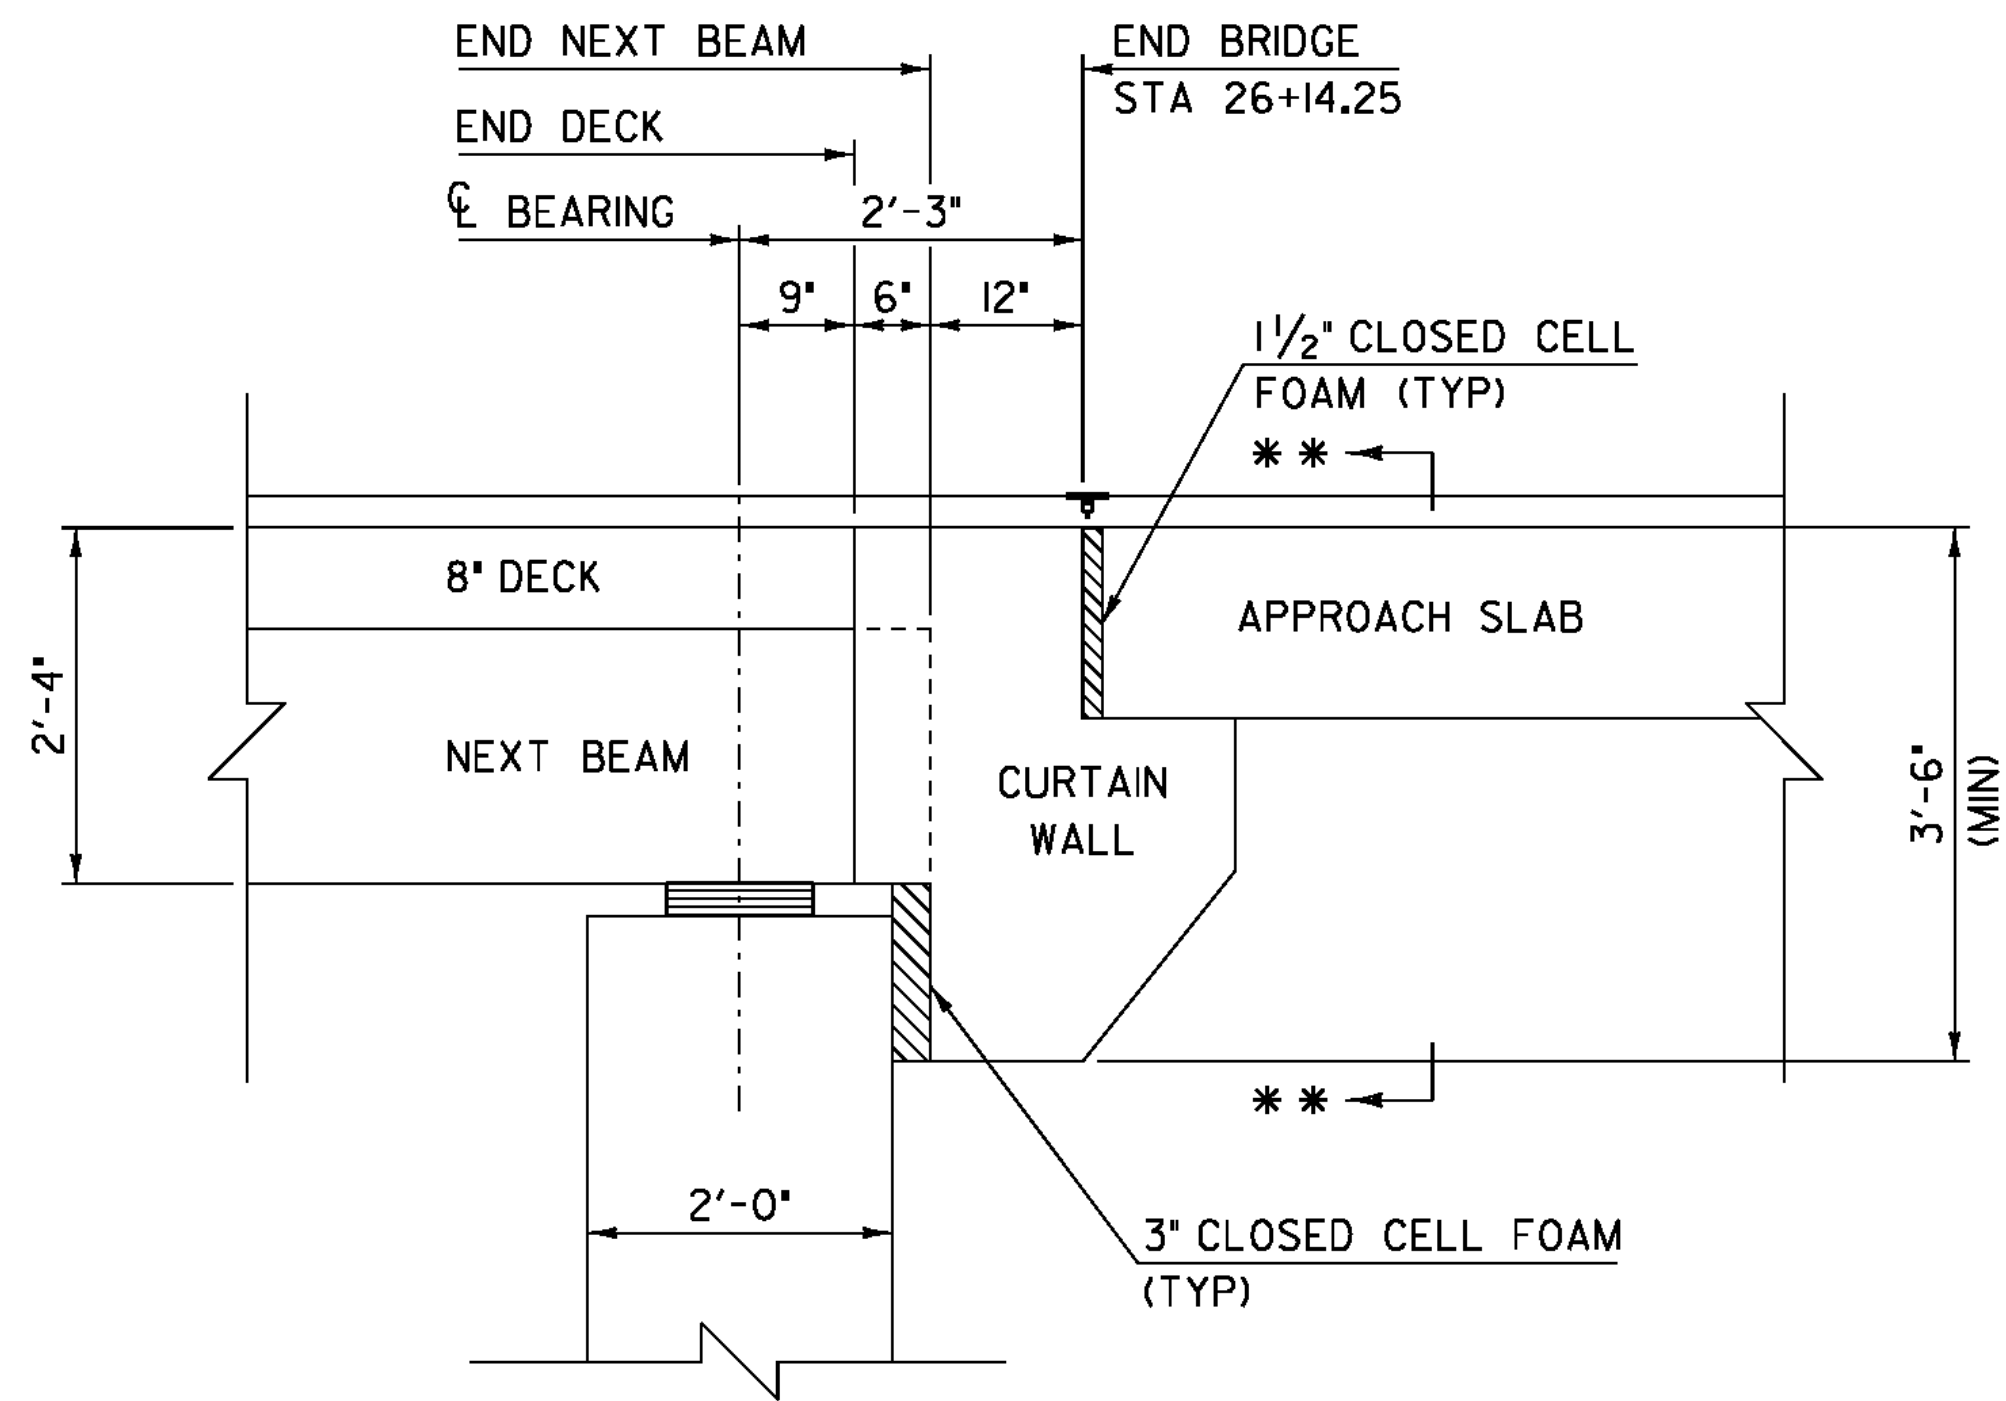 END NEXT BEAM
END BRIDGE
STA 26+14.25
END DECK
℄ BEARING
2'-3"
9"
6"
12"
1 1/2" CLOSED CELL
FOAM (TYP)
* *
8" DECK
APPROACH SLAB
2'-4"
NEXT BEAM
CURTAIN
WALL
3'-6"
(MIN)
* *
2'-0"
3" CLOSED CELL FOAM
(TYP)